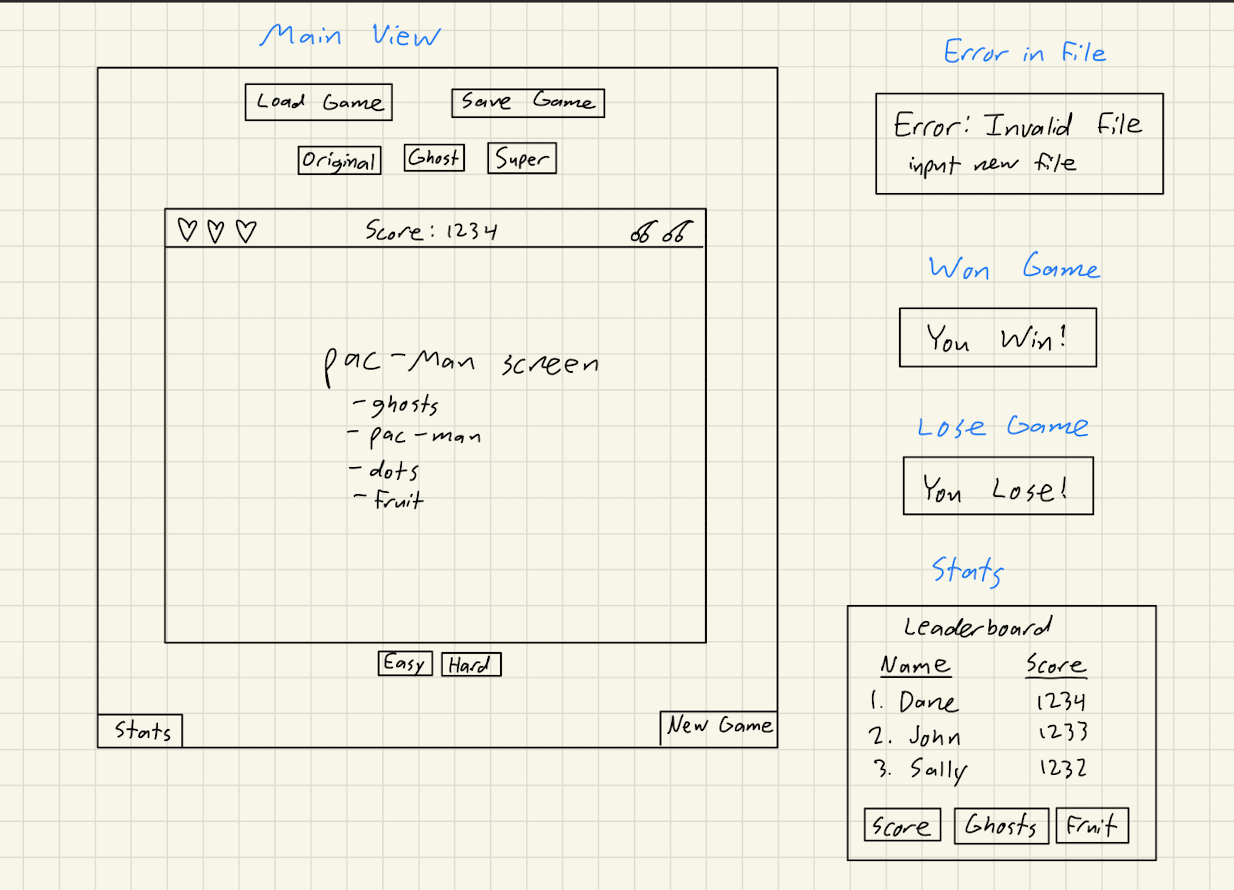 Main View
Load Game Save Game
Original Ghost Super
Score: 1234
pac-Man screen
- ghosts
- pac-man
- dots
- fruit
Easy Hard
Stats New Game
Error in File
Error: Invalid File
input new file
Won Game
You Win!
Lose Game
You Lose!
Stats
Leaderboard
Name Score
1. Dane 1234
2. John 1233
3. Sally 1232
Score Ghosts Fruit